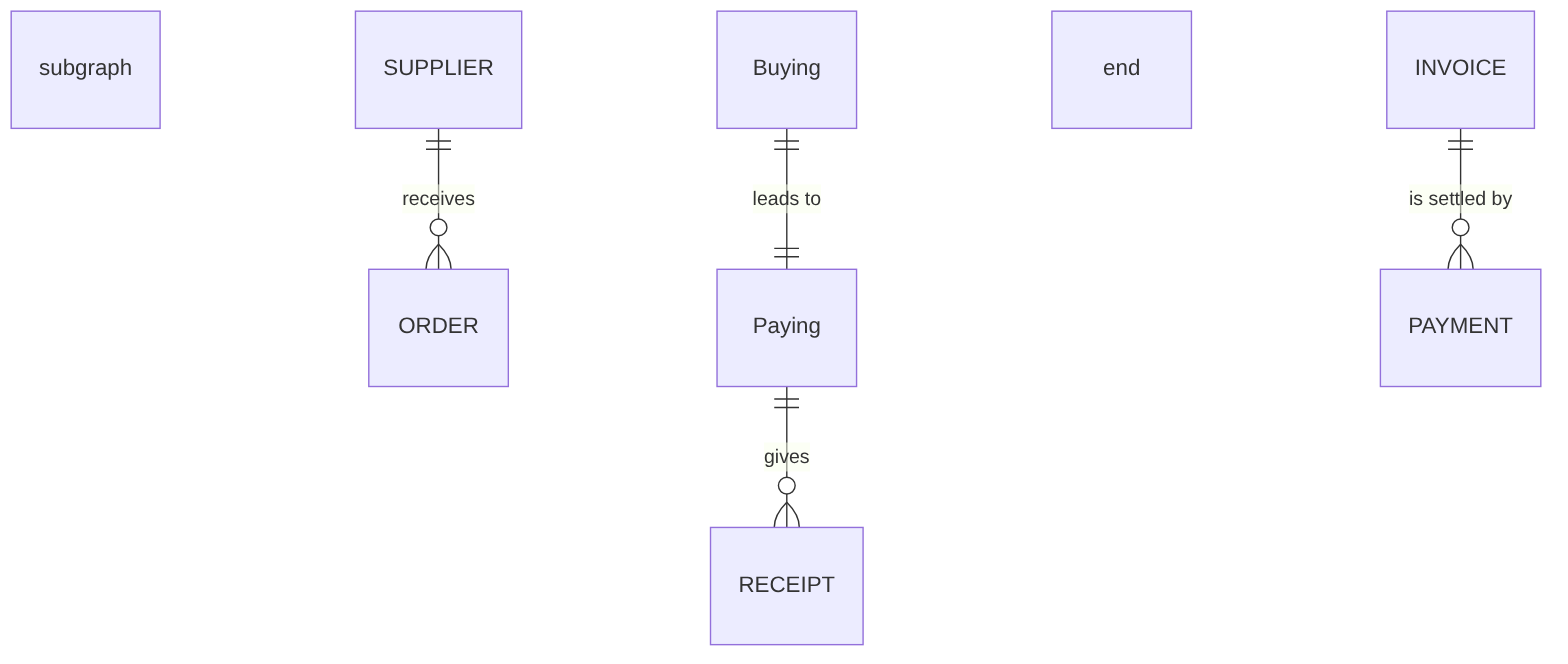 subgraph
SUPPLIER
Buying
end
INVOICE
receives
leads to
is settled by
ORDER
Paying
PAYMENT
gives
RECEIPT